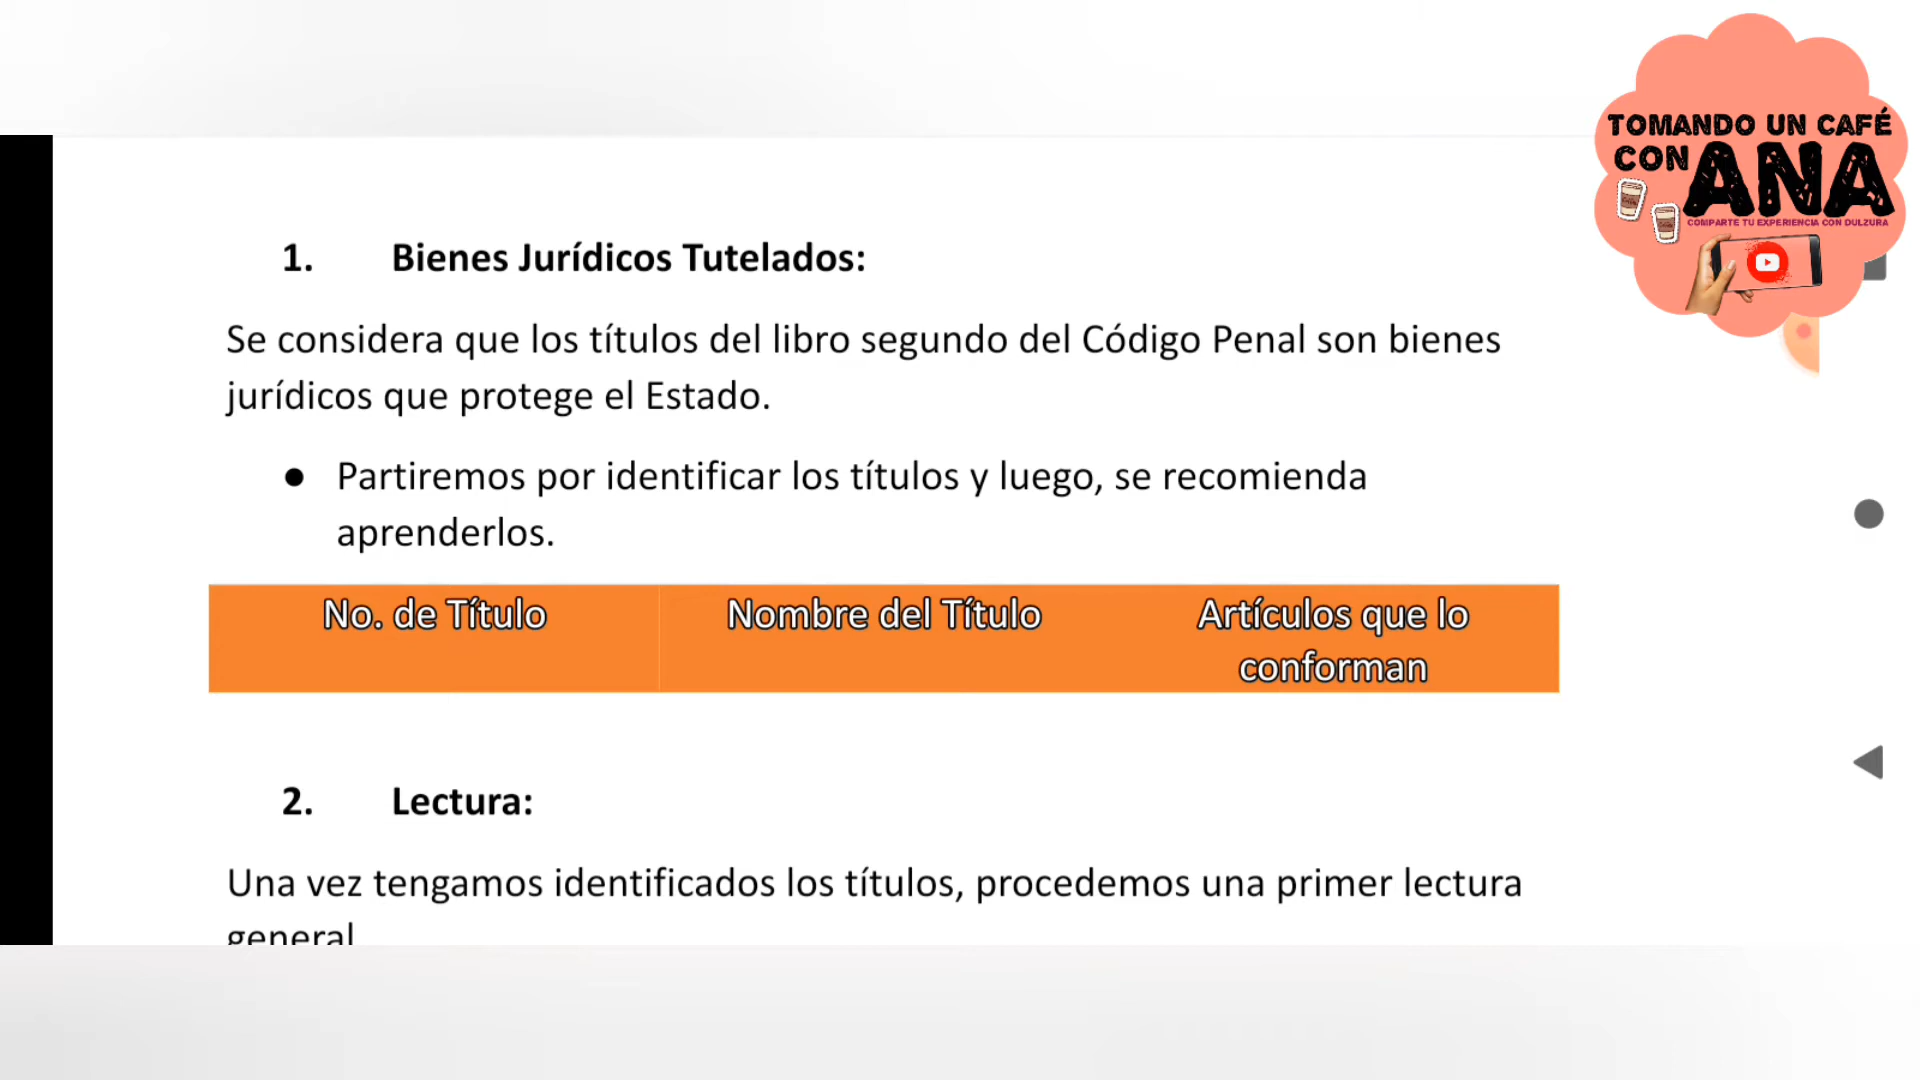 TOMANDO UN CAFÉ
CON ANA
COMPARTE TU EXPERIENCIA CON DULZURA
1. Bienes Jurídicos Tutelados:
Se considera que los títulos del libro segundo del Código Penal son bienes
jurídicos que protege el Estado.
● Partiremos por identificar los títulos y luego, se recomienda
aprenderlos.
No. de Título Nombre del Título Artículos que lo
conforman
2. Lectura:
Una vez tengamos identificados los títulos, procedemos una primer lectura
general